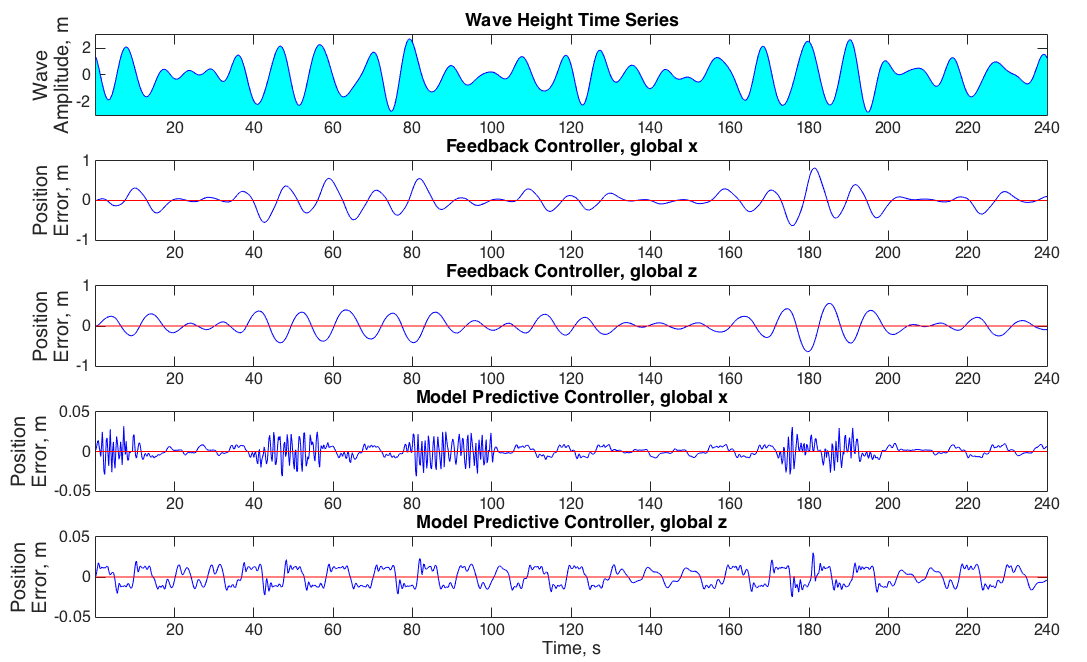 Wave Height Time Series
Wave
Amplitude, m
2
0
-2
20 40 60 80 100 120 140 160 180 200 220 240
Feedback Controller, global x
Position
Error, m
1
0
-1
20 40 60 80 100 120 140 160 180 200 220 240
Feedback Controller, global z
Position
Error, m
1
0
-1
20 40 60 80 100 120 140 160 180 200 220 240
Model Predictive Controller, global x
Position
Error, m
0.05
0
-0.05
20 40 60 80 100 120 140 160 180 200 220 240
Model Predictive Controller, global z
Position
Error, m
0.05
0
-0.05
20 40 60 80 100 120 140 160 180 200 220 240
Time, s